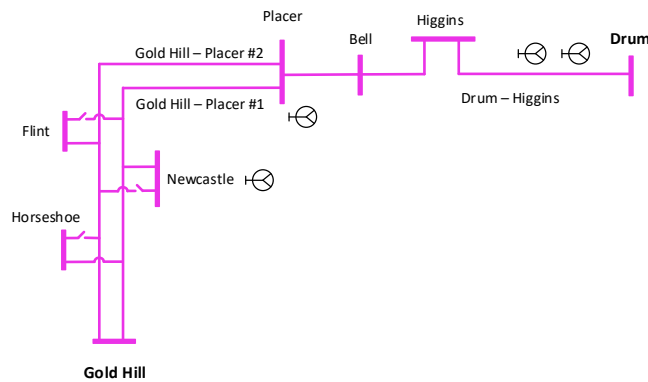 Placer
Higgins
Bell
Drum
Gold Hill – Placer #2
Gold Hill – Placer #1
Drum – Higgins
Flint
Newcastle
Horseshoe
Gold Hill